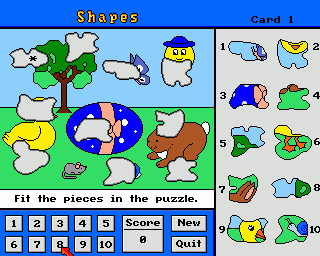 Shapes
Card 1
1 2
3 4
5 6
7 8
9 10
Fit the pieces in the puzzle.
1 2 3 4 5 Score New
6 7 8 9 10 0 Quit